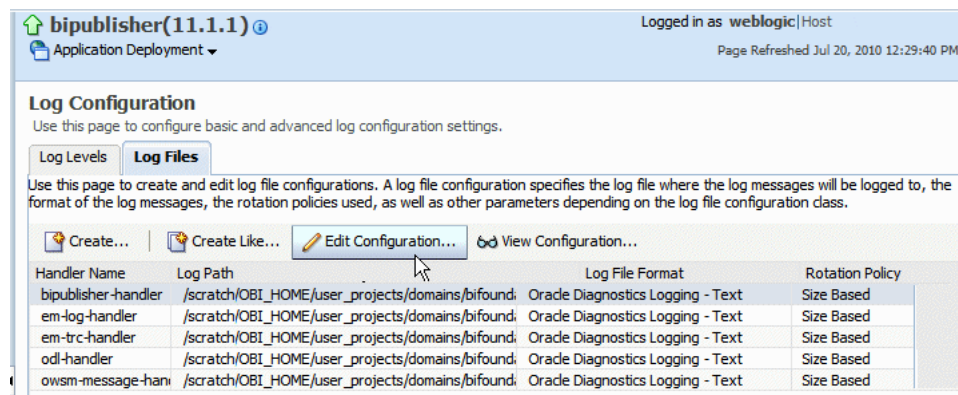 bipublisher(11.1.1)
Logged in as weblogic|Host
Application Deployment
Page Refreshed Jul 20, 2010 12:29:40 PM
Log Configuration
Use this page to configure basic and advanced log configuration settings.
Log Levels Log Files
Use this page to create and edit log file configurations. A log file configuration specifies the log file where the log messages will be logged to, the
format of the log messages, the rotation policies used, as well as other parameters depending on the log file configuration class.
Create... Create Like... Edit Configuration... View Configuration...
Handler Name Log Path Log File Format Rotation Policy
bipublisher-handler /scratch/OBI_HOME/user_projects/domains/bifounda Oracle Diagnostics Logging - Text Size Based
em-log-handler /scratch/OBI_HOME/user_projects/domains/bifounda Oracle Diagnostics Logging - Text Size Based
em-trc-handler /scratch/OBI_HOME/user_projects/domains/bifounda Oracle Diagnostics Logging - Text Size Based
odl-handler /scratch/OBI_HOME/user_projects/domains/bifounda Oracle Diagnostics Logging - Text Size Based
owsm-message-han /scratch/OBI_HOME/user_projects/domains/bifounda Oracle Diagnostics Logging - Text Size Based